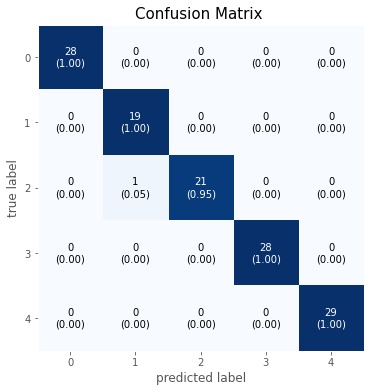 Confusion Matrix
true label
0
28 0 0 0 0
(1.00) (0.00) (0.00) (0.00) (0.00)
1
0 19 0 0 0
(0.00) (1.00) (0.00) (0.00) (0.00)
2
0 1 21 0 0
(0.00) (0.05) (0.95) (0.00) (0.00)
3
0 0 0 28 0
(0.00) (0.00) (0.00) (1.00) (0.00)
4
0 0 0 0 29
(0.00) (0.00) (0.00) (0.00) (1.00)
0 1 2 3 4
predicted label